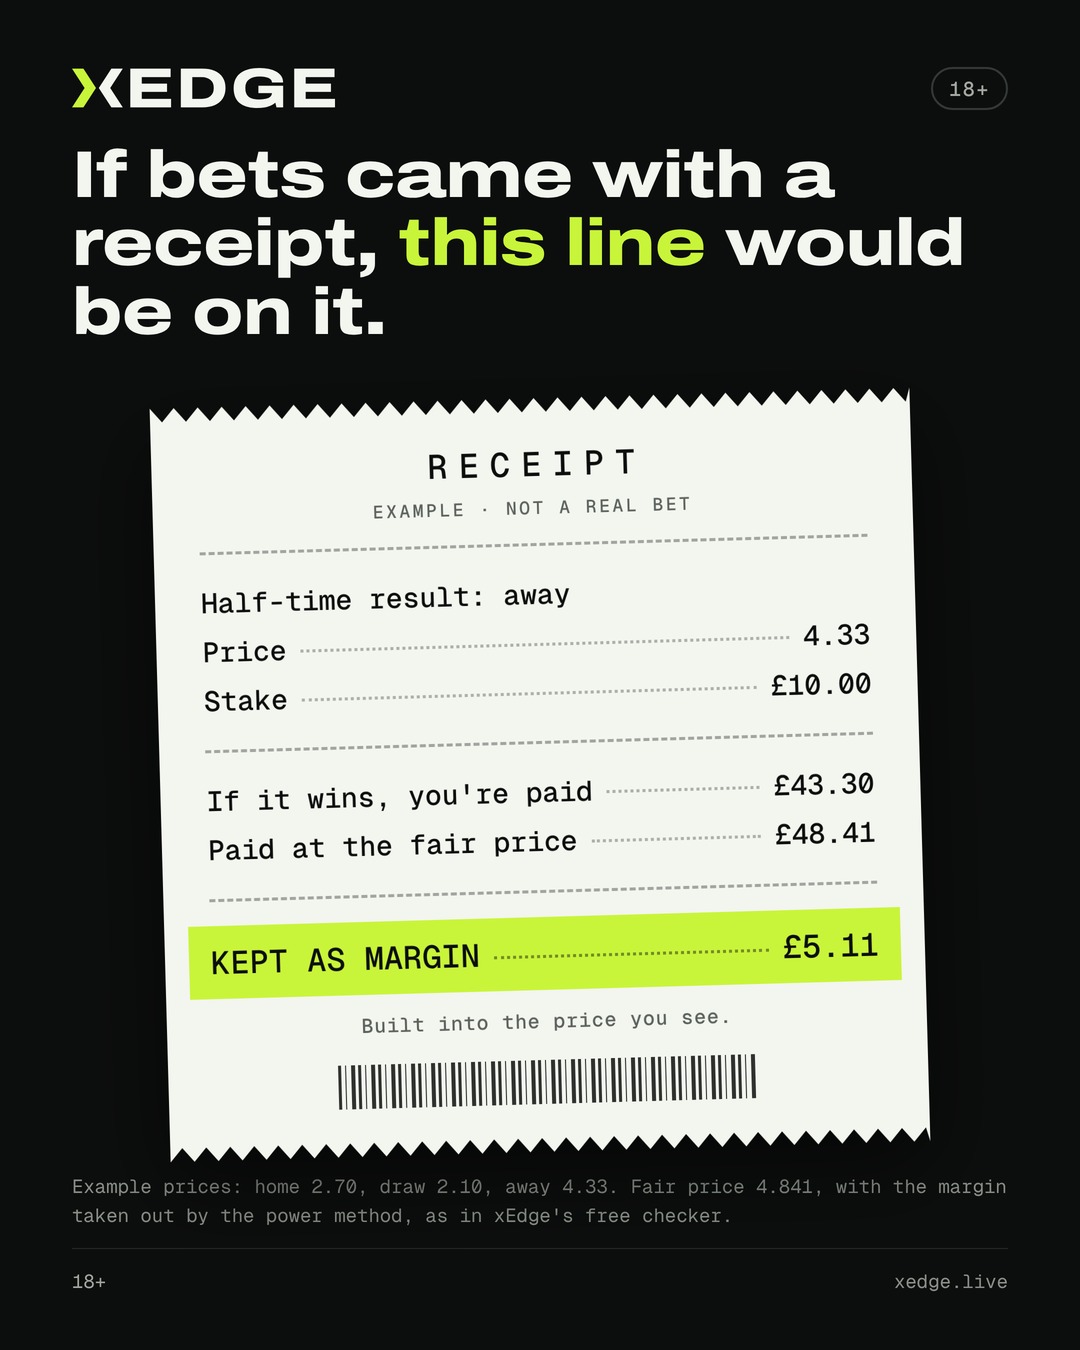 XEDGE
18+
If bets came with a
receipt, this line would
be on it.
RECEIPT
EXAMPLE · NOT A REAL BET
Half-time result: away
Price 4.33
Stake £10.00
If it wins, you're paid £43.30
Paid at the fair price £48.41
KEPT AS MARGIN £5.11
Built into the price you see.
Example prices: home 2.70, draw 2.10, away 4.33. Fair price 4.841, with the margin
taken out by the power method, as in xEdge's free checker.
18+
xedge.live